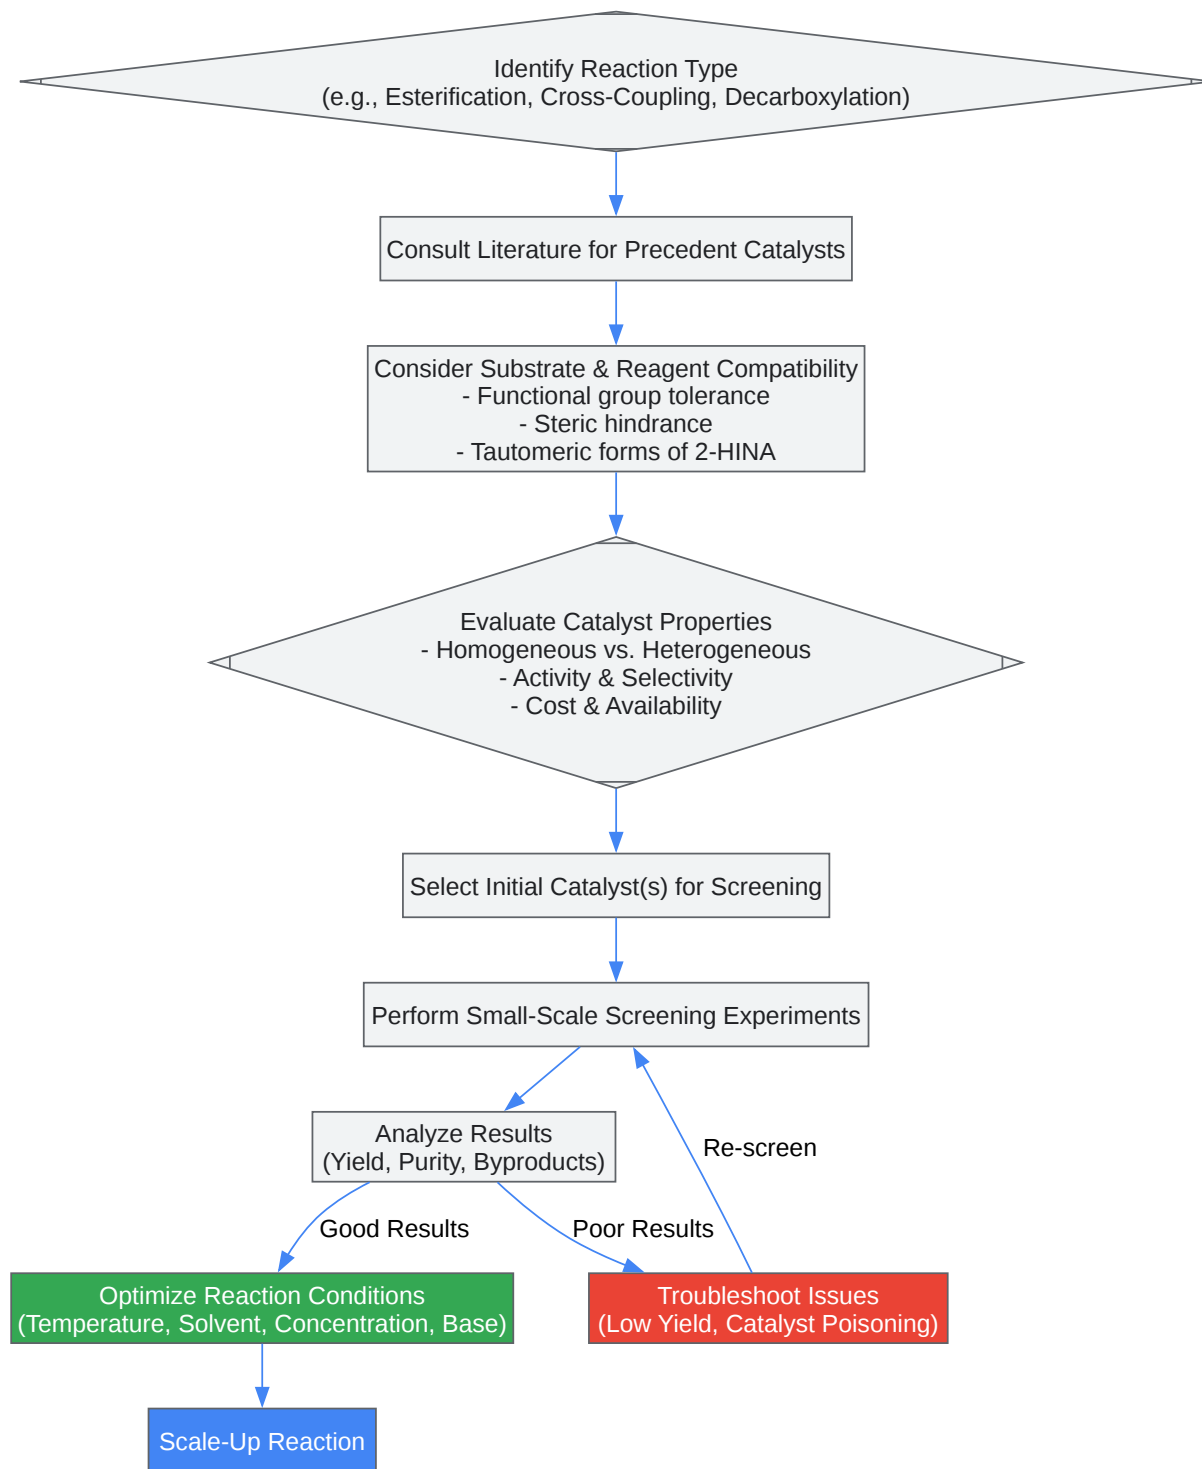 Identify Reaction Type
(e.g., Esterification, Cross-Coupling, Decarboxylation)
Consult Literature for Precedent Catalysts
Consider Substrate & Reagent Compatibility
- Functional group tolerance
- Steric hindrance
- Tautomeric forms of 2-HINA
Evaluate Catalyst Properties
- Homogeneous vs. Heterogeneous
- Activity & Selectivity
- Cost & Availability
Select Initial Catalyst(s) for Screening
Perform Small-Scale Screening Experiments
Analyze Results
(Yield, Purity, Byproducts)
Re-screen
Good Results
Poor Results
Optimize Reaction Conditions
(Temperature, Solvent, Concentration, Base)
Troubleshoot Issues
(Low Yield, Catalyst Poisoning)
Scale-Up Reaction